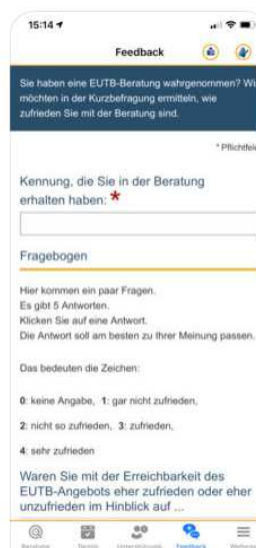 15:14
Feedback
Sie haben eine EUTB-Beratung wahrgenommen? Wi
möchten in der Kurzbefragung ermitteln, wie
zufrieden Sie mit der Beratung sind.
* Pflichtfeld
Kennung, die Sie in der Beratung
erhalten haben: *
Fragebogen
Hier kommen ein paar Fragen.
Es gibt 5 Antworten.
Klicken Sie auf eine Antwort.
Die Antwort soll am besten zu Ihrer Meinung passen.
Das bedeuten die Zeichen:
0: keine Angabe, 1: gar nicht zufrieden,
2: nicht so zufrieden, 3: zufrieden,
4: sehr zufrieden
Waren Sie mit der Erreichbarkeit des
EUTB-Angebots eher zufrieden oder eher
unzufrieden im Hinblick auf ...
Beratung Termin Unterstützung Feedback